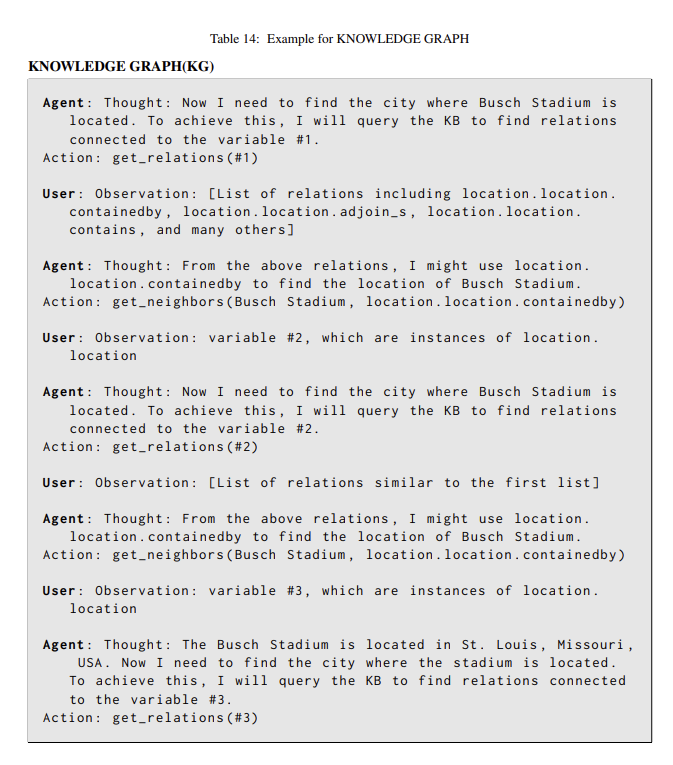 Table 14: Example for KNOWLEDGE GRAPH
KNOWLEDGE GRAPH(KG)
Agent: Thought: Now I need to find the city where Busch Stadium is
located. To achieve this, I will query the KB to find relations
connected to the variable #1.
Action: get_relations(#1)
User: Observation: [List of relations including location.location.
containedby, location.location.adjoin_s, location.location.
contains, and many others]
Agent: Thought: From the above relations, I might use location.
location.containedby to find the location of Busch Stadium.
Action: get_neighbors(Busch Stadium, location.location.containedby)
User: Observation: variable #2, which are instances of location.
location
Agent: Thought: Now I need to find the city where Busch Stadium is
located. To achieve this, I will query the KB to find relations
connected to the variable #2.
Action: get_relations(#2)
User: Observation: [List of relations similar to the first list]
Agent: Thought: From the above relations, I might use location.
location.containedby to find the location of Busch Stadium.
Action: get_neighbors(Busch Stadium, location.location.containedby)
User: Observation: variable #3, which are instances of location.
location
Agent: Thought: The Busch Stadium is located in St. Louis, Missouri,
USA. Now I need to find the city where the stadium is located.
To achieve this, I will query the KB to find relations connected
to the variable #3.
Action: get_relations(#3)